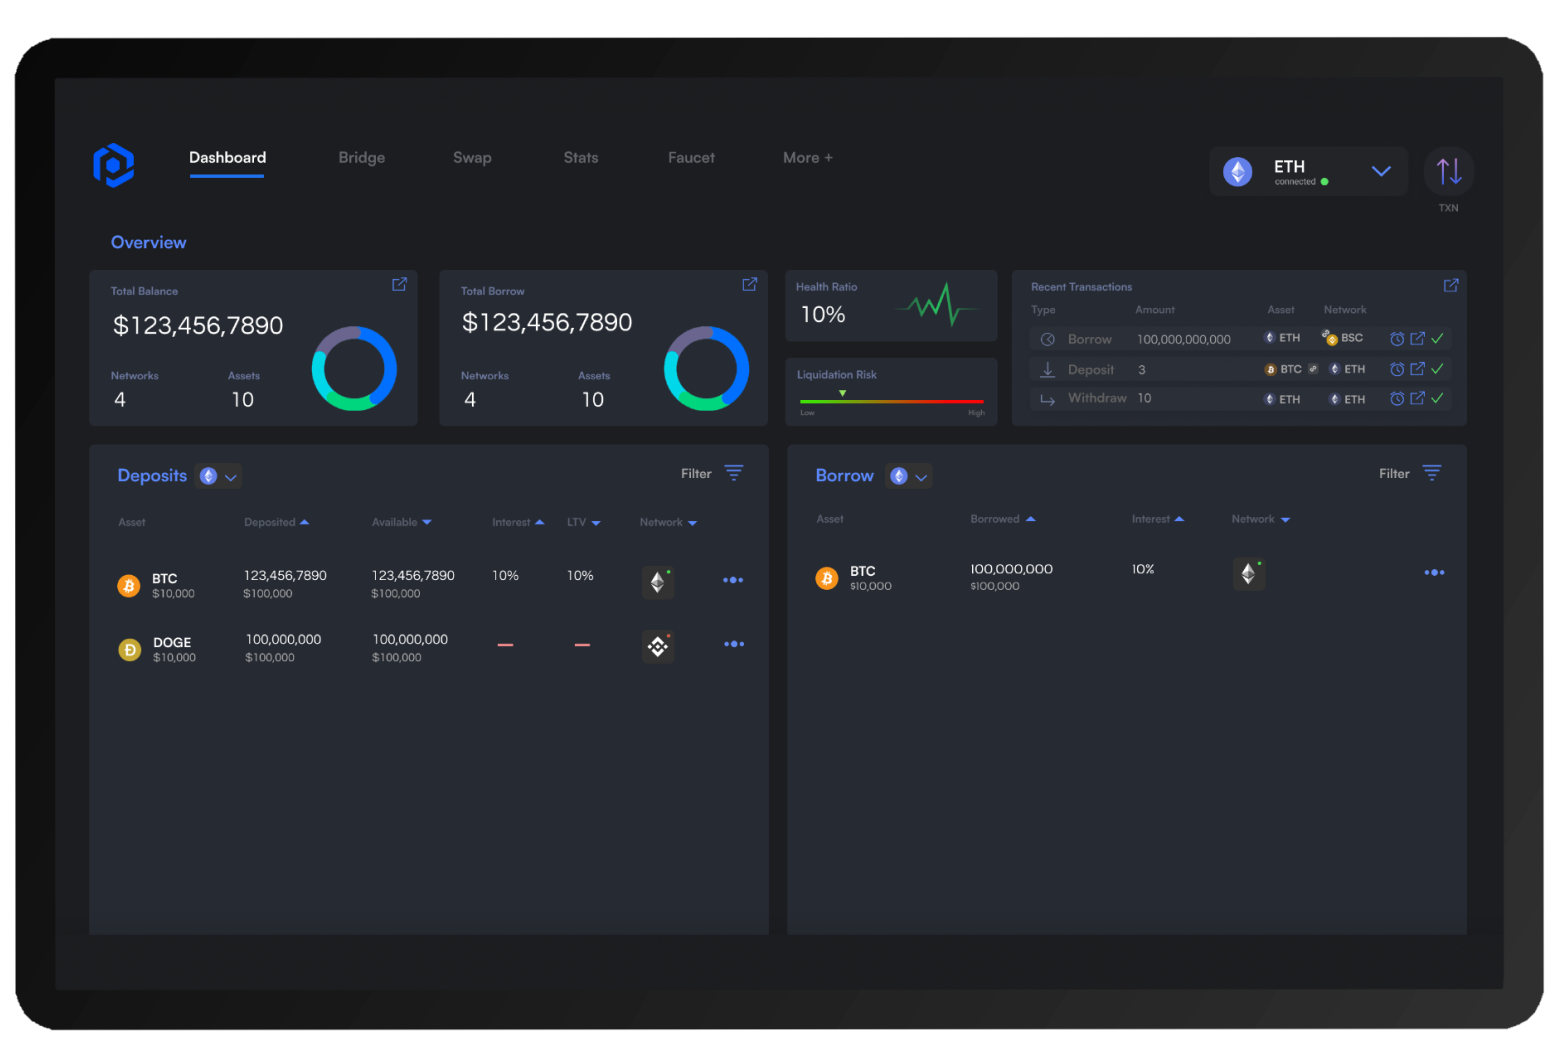 Dashboard Bridge Swap Stats Faucet More +
ETH
connected
TXN
Overview
Total Balance
$123,456,7890
Networks Assets
4 10
Total Borrow
$123,456,7890
Networks Assets
4 10
Health Ratio
10%
Liquidation Risk
Low High
Recent Transactions
Type Amount Asset Network
Borrow 100,000,000,000 ETH BSC
Deposit 3 BTC ETH
Withdraw 10 ETH ETH
Deposits Filter
Asset Deposited Available Interest LTV Network
BTC 123,456,7890 123,456,7890 10% 10%
$10,000 $100,000 $100,000
DOGE 100,000,000 100,000,000
$10,000 $100,000 $100,000
Borrow Filter
Asset Borrowed Interest Network
BTC 100,000,000 10%
$10,000 $100,000